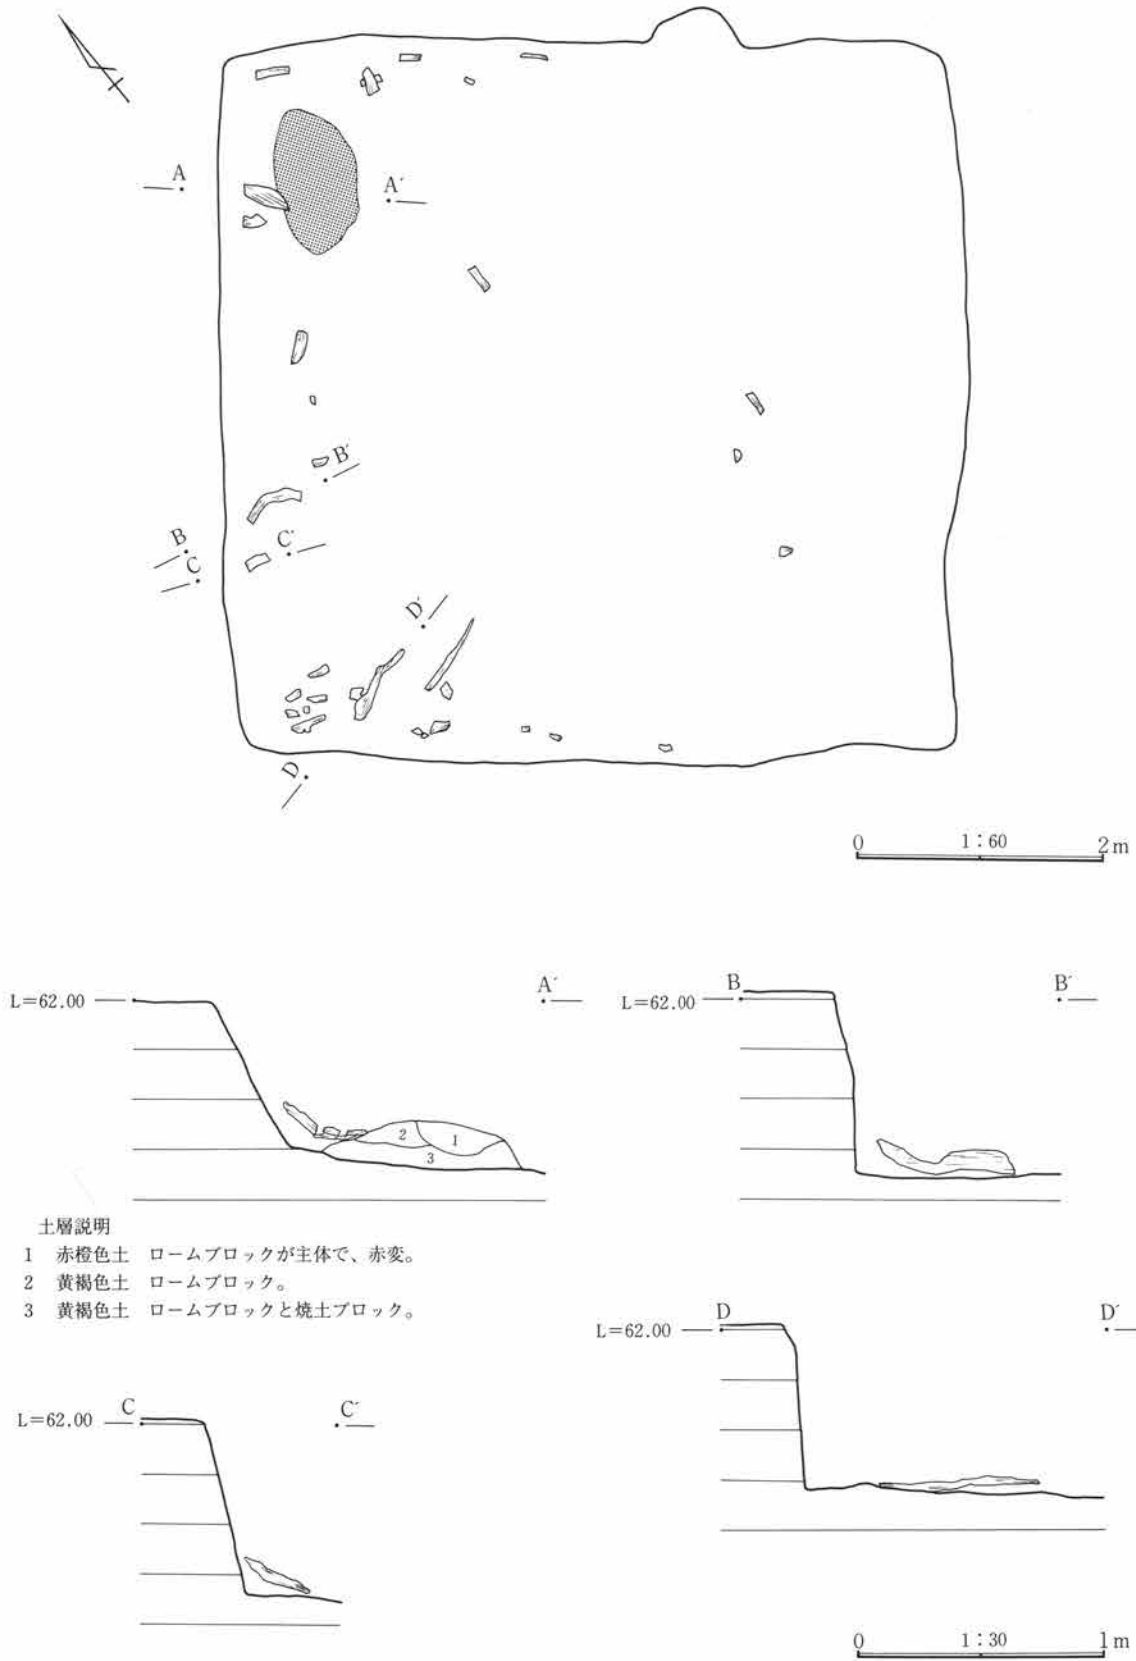 A
A´
B´
B
C´
C
D´
D
0 1：60 2m
L=62.00 A´
L=62.00 B B´
土層説明
1 赤橙色土 ロームブロックが主体で、赤変。
2 黄褐色土 ロームブロック。
3 黄褐色土 ロームブロックと焼土ブロック。
2 1
3
L=62.00 D D´
L=62.00 C C´
0 1：30 1m